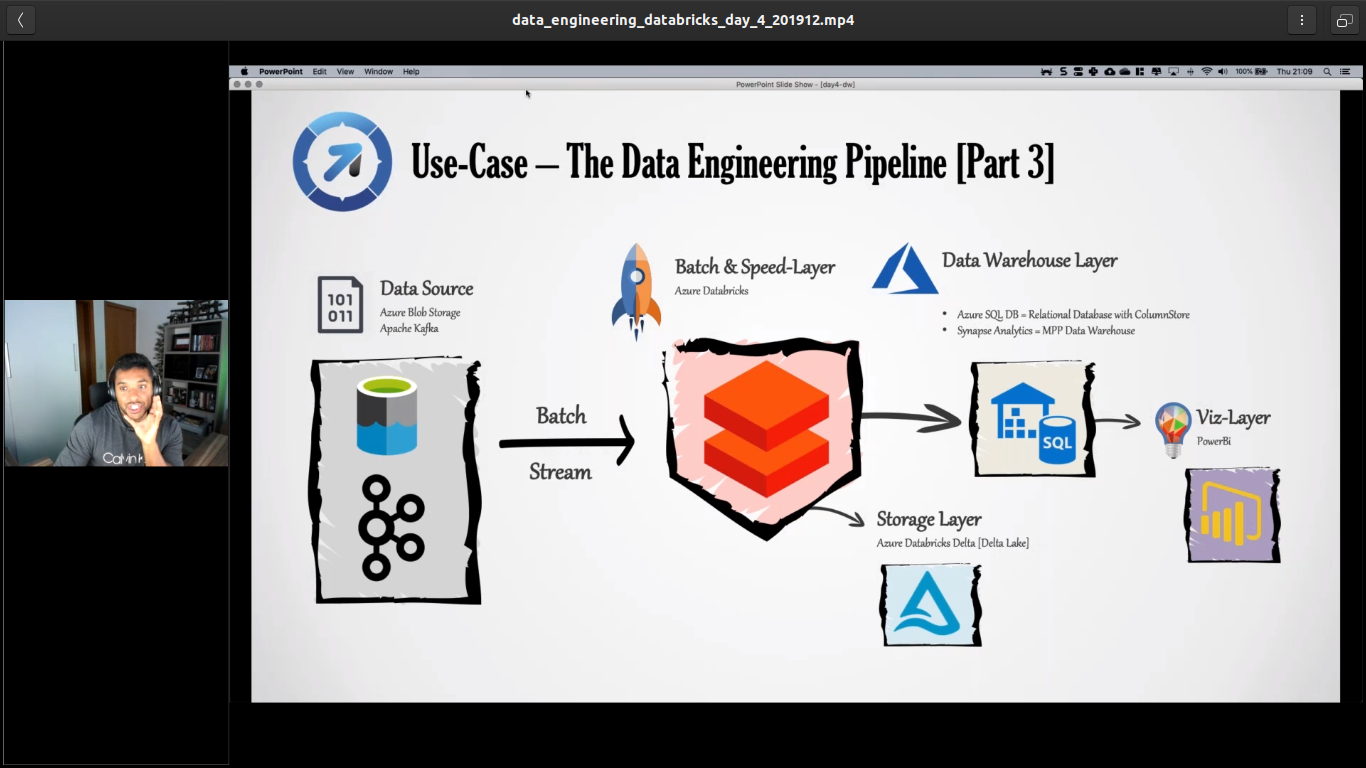 data_engineering_databricks_day_4_201912.mp4
PowerPoint Edit View Window Help
100% Thu 21:09
PowerPoint Slide Show - [day4-dw]
Use-Case – The Data Engineering Pipeline [Part 3]
Data Source
Azure Blob Storage
Apache Kafka
101
011
Batch & Speed-Layer
Azure Databricks
Data Warehouse Layer
• Azure SQL DB = Relational Database with ColumnStore
• Synapse Analytics = MPP Data Warehouse
Batch
Stream
SQL
Viz-Layer
PowerBi
Storage Layer
Azure Databricks Delta [Delta Lake]